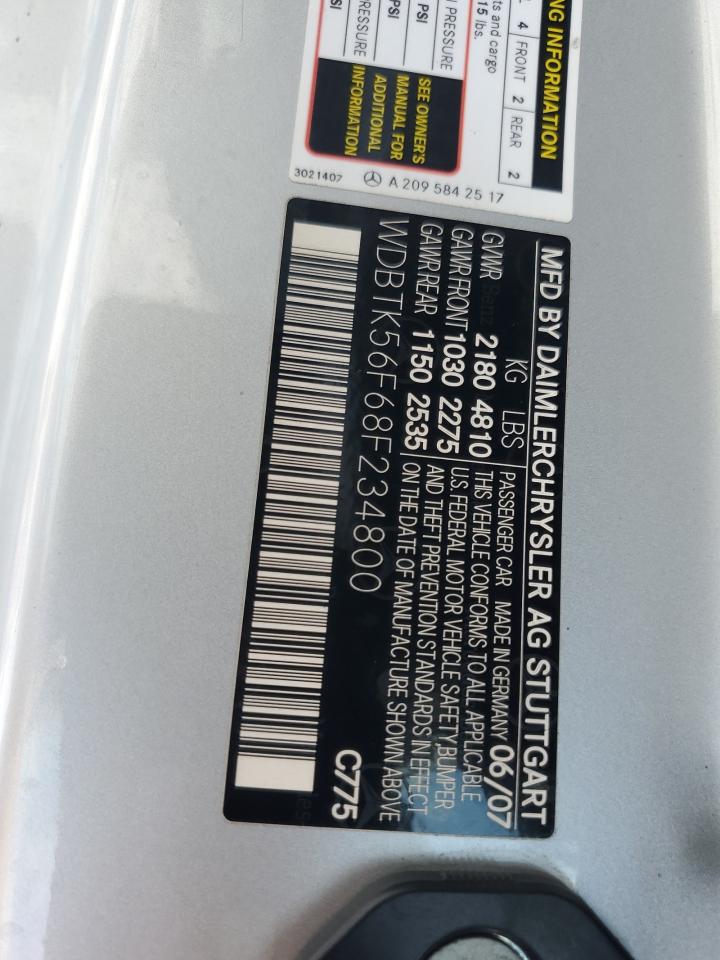 NG INFORMATION
4 FRONT 2 REAR 2
ts and cargo
15 lbs.
PRESSURE
PSI
PSI
PSI
SEE OWNER'S
MANUAL FOR
ADDITIONAL
INFORMATION
3021407 A 209 584 25 17
MFD BY DAIMLERCHRYSLER AG STUTTGART
KG LBS
GVWR 2180 4810
GAWR FRONT 1030 2275
GAWR REAR 1150 2535
PASSENGER CAR MADE IN GERMANY 06/07
THIS VEHICLE CONFORMS TO ALL APPLICABLE
U.S. FEDERAL MOTOR VEHICLE SAFETY,BUMPER
AND THEFT PREVENTION STANDARDS IN EFFECT
ON THE DATE OF MANUFACTURE SHOWN ABOVE
WDBTK56F68F234800
C775